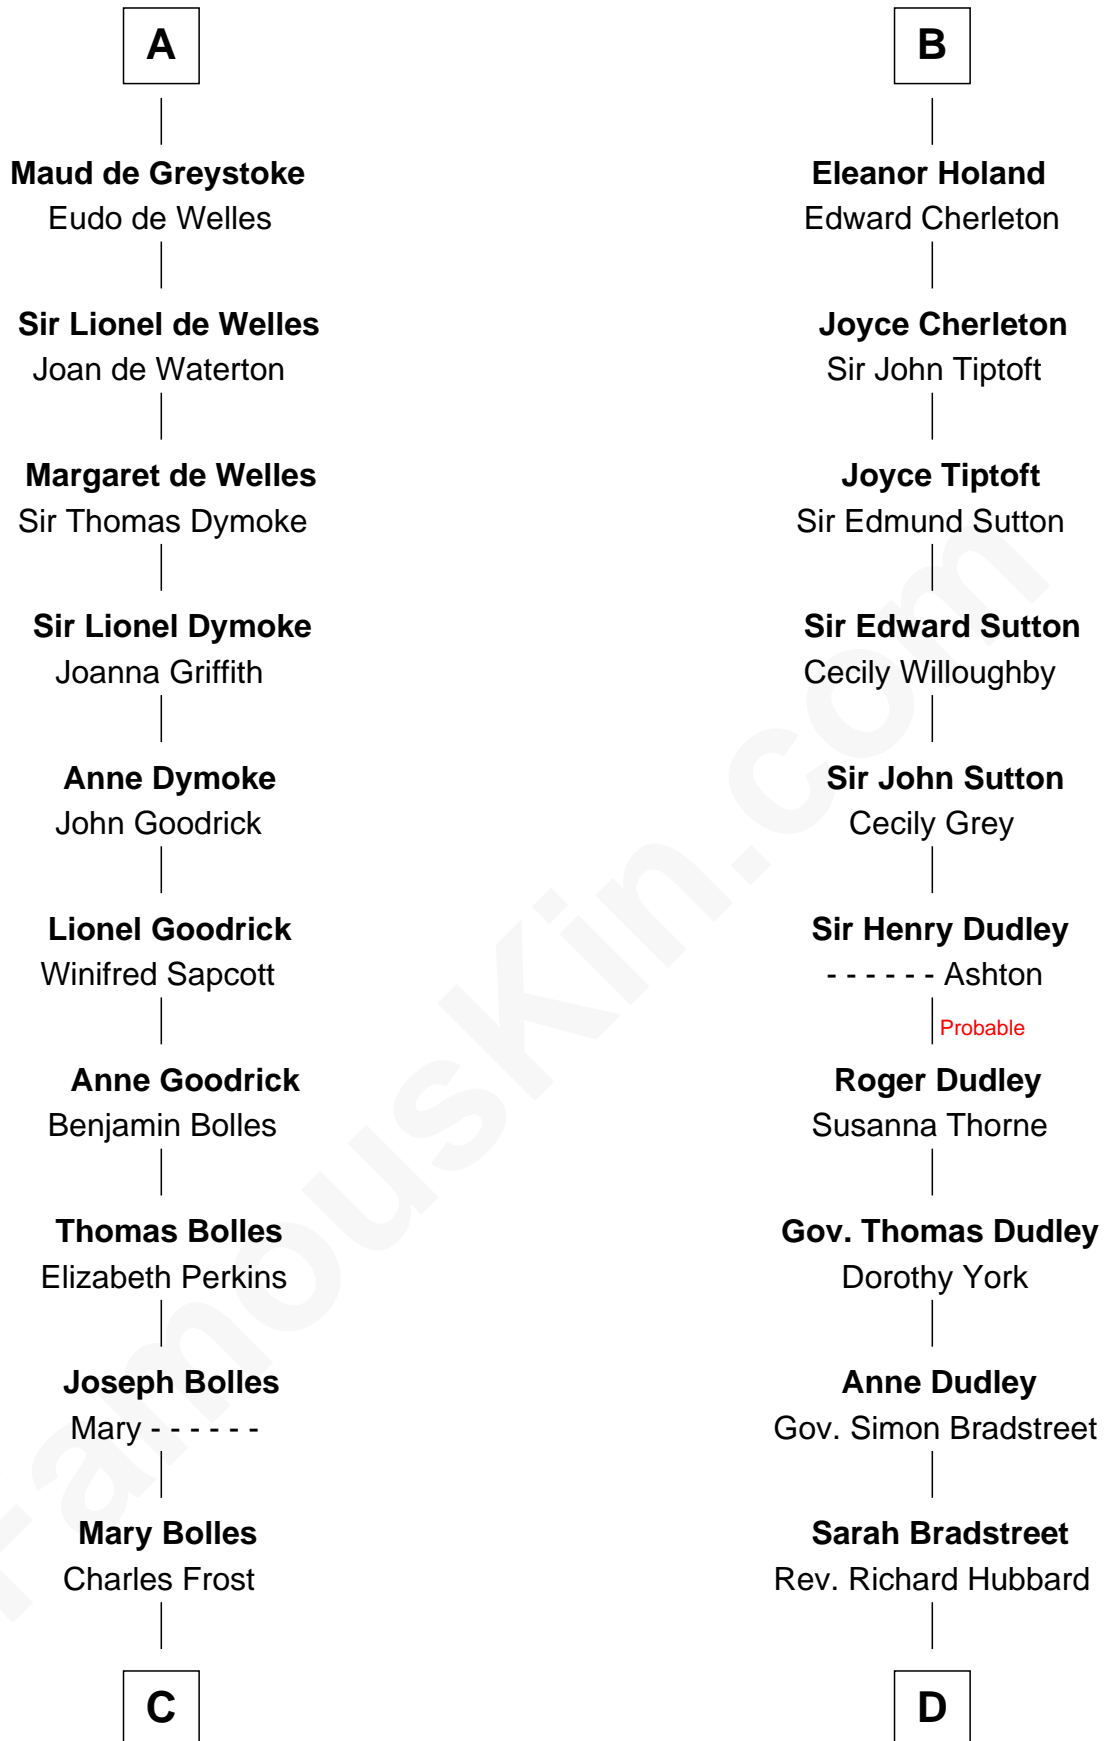 A
Maud de Greystoke
Eudo de Welles
Sir Lionel de Welles
Joan de Waterton
Margaret de Welles
Sir Thomas Dymoke
Sir Lionel Dymoke
Joanna Griffith
Anne Dymoke
John Goodrick
Lionel Goodrick
Winifred Sapcott
Anne Goodrick
Benjamin Bolles
Thomas Bolles
Elizabeth Perkins
Joseph Bolles
Mary - - - - - -
Mary Bolles
Charles Frost
C
B
Eleanor Holand
Edward Cherleton
Joyce Cherleton
Sir John Tiptoft
Joyce Tiptoft
Sir Edmund Sutton
Sir Edward Sutton
Cecily Willoughby
Sir John Sutton
Cecily Grey
Sir Henry Dudley
- - - - - - Ashton
Probable
Roger Dudley
Susanna Thorne
Gov. Thomas Dudley
Dorothy York
Anne Dudley
Gov. Simon Bradstreet
Sarah Bradstreet
Rev. Richard Hubbard
D
FamousKin.com